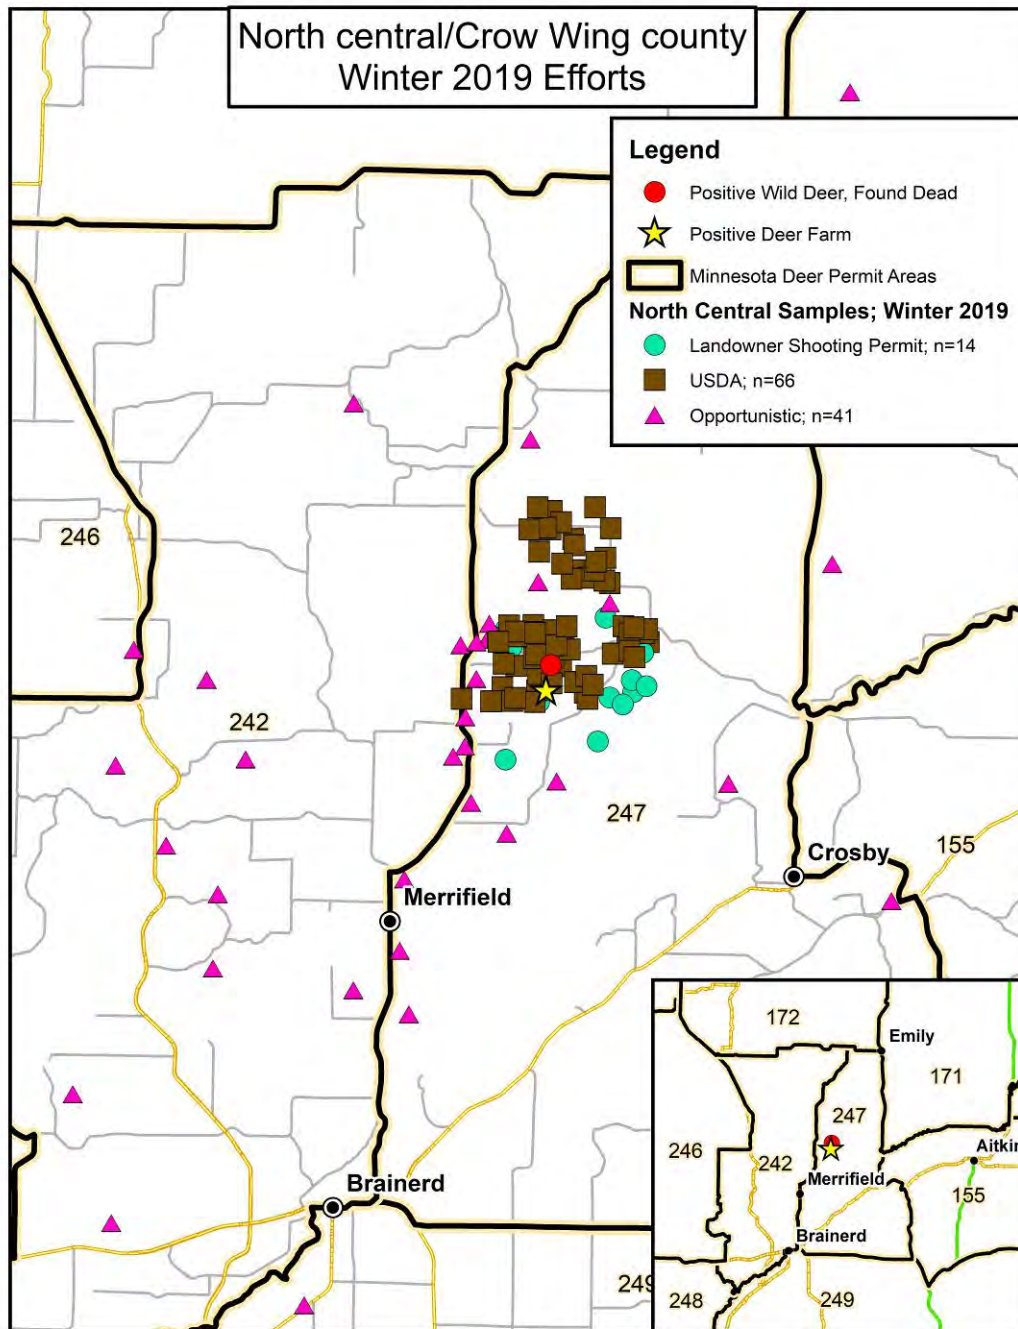 North central/Crow Wing county
Winter 2019 Efforts
Legend
Positive Wild Deer, Found Dead
Positive Deer Farm
Minnesota Deer Permit Areas
North Central Samples; Winter 2019
Landowner Shooting Permit; n=14
USDA; n=66
Opportunistic; n=41
246
242
247
155
Crosby
Merrifield
Brainerd
249
172
Emily
171
247
246
242
Aitkin
Merrifield
155
Brainerd
248
249